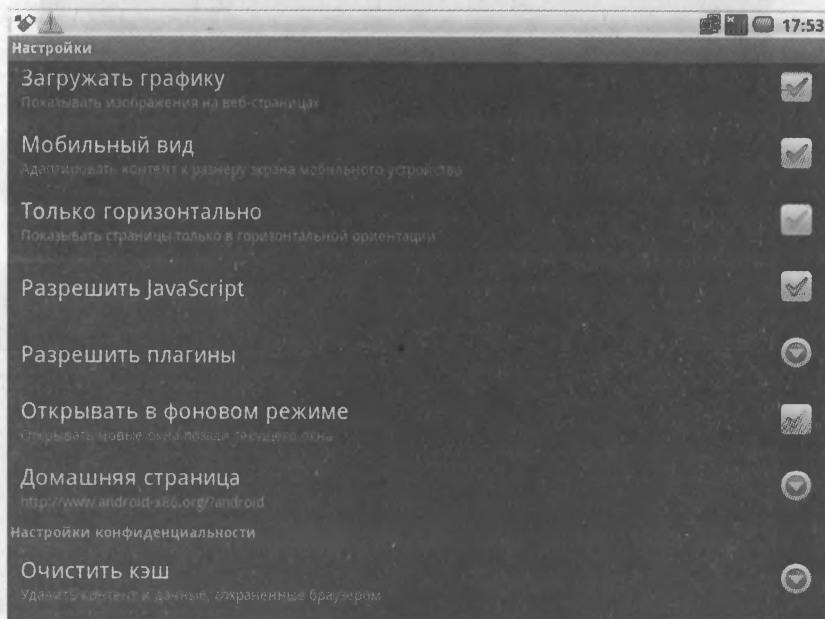 17:53
Настройки
Загружать графику
Показывать изображения на веб-страницах
Мобильный вид
Адаптировать контент к размеру экрана мобильного устройства
Только горизонтально
Показывать страницы только в горизонтальной ориентации
Разрешить JavaScript
Разрешить плагины
Открывать в фоновом режиме
Открывать новые окна позади текущего окна
Домашняя страница
http://www.android-x86.org/?android
Настройки конфиденциальности
Очистить кэш
Удалить контент и данные, сохраненные браузером